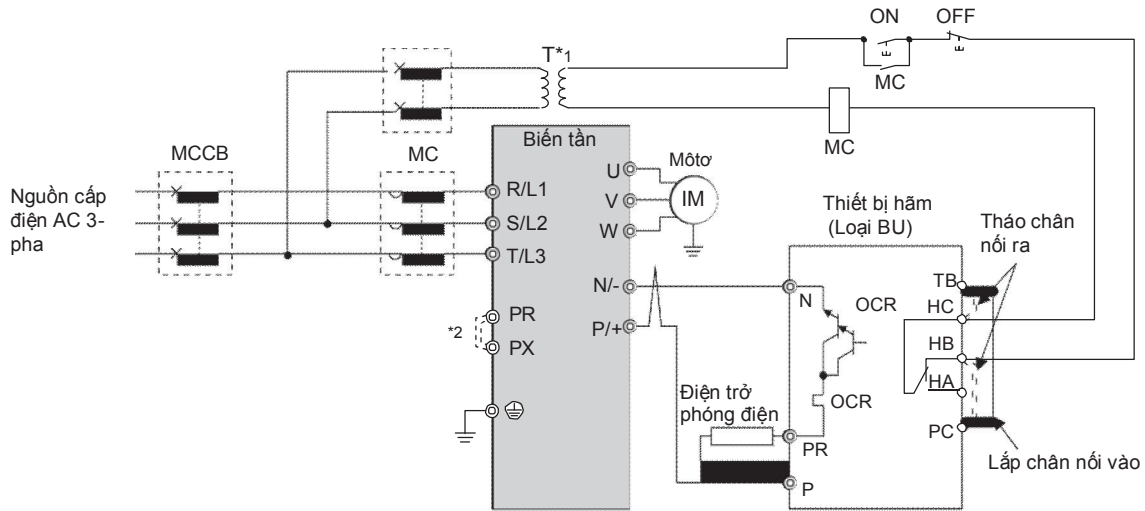 ON
OFF
T*1
MC
MC
MCCB
MC
Biến tần
Nguồn cấp
điện AC 3-
pha
R/L1
S/L2
T/L3
PR
PX
*2
U
V
W
N/-
P/+
Môtơ
IM
Thiết bị hãm
(Loại BU)
Tháo chân
nối ra
N
OCR
OCR
TB
HC
HB
HA
PC
Điện trở
phóng điện
PR
P
Lắp chân nối vào